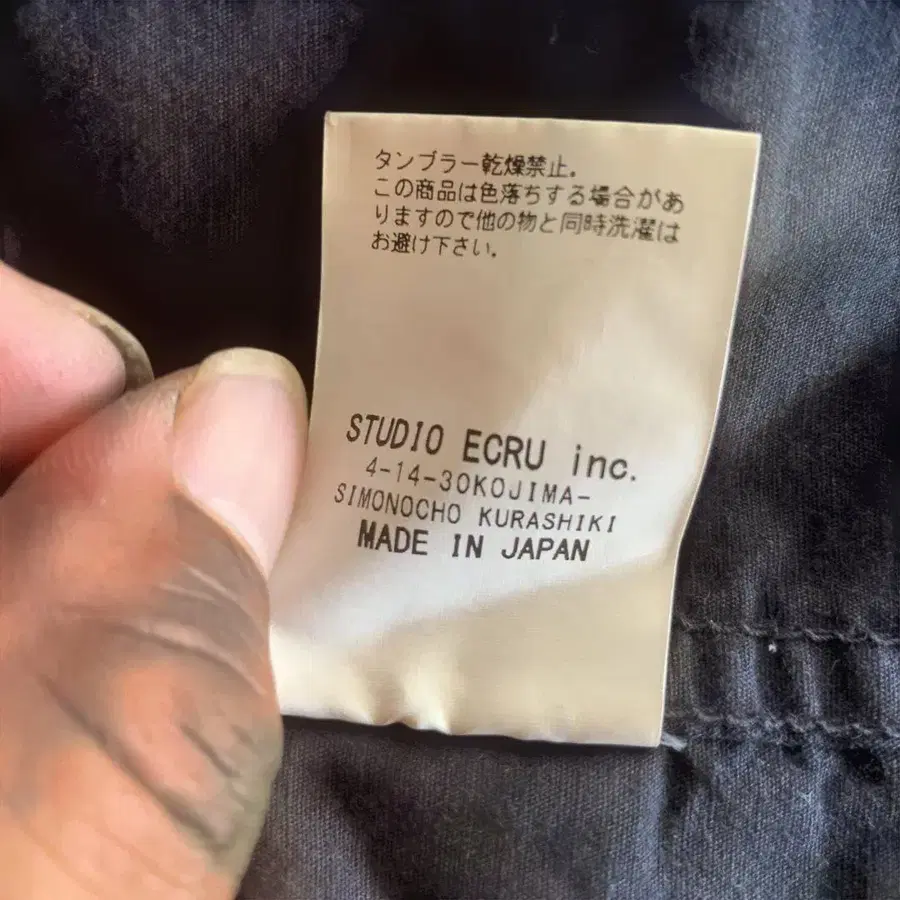 タンブラー乾燥禁止.
この商品は色落ちする場合があ
りますので他の物と同時洗濯は
お避け下さい.
STUDIO ECRU inc.
4-14-30KOJIMA-
SIMONOCHO KURASHIKI
MADE IN JAPAN